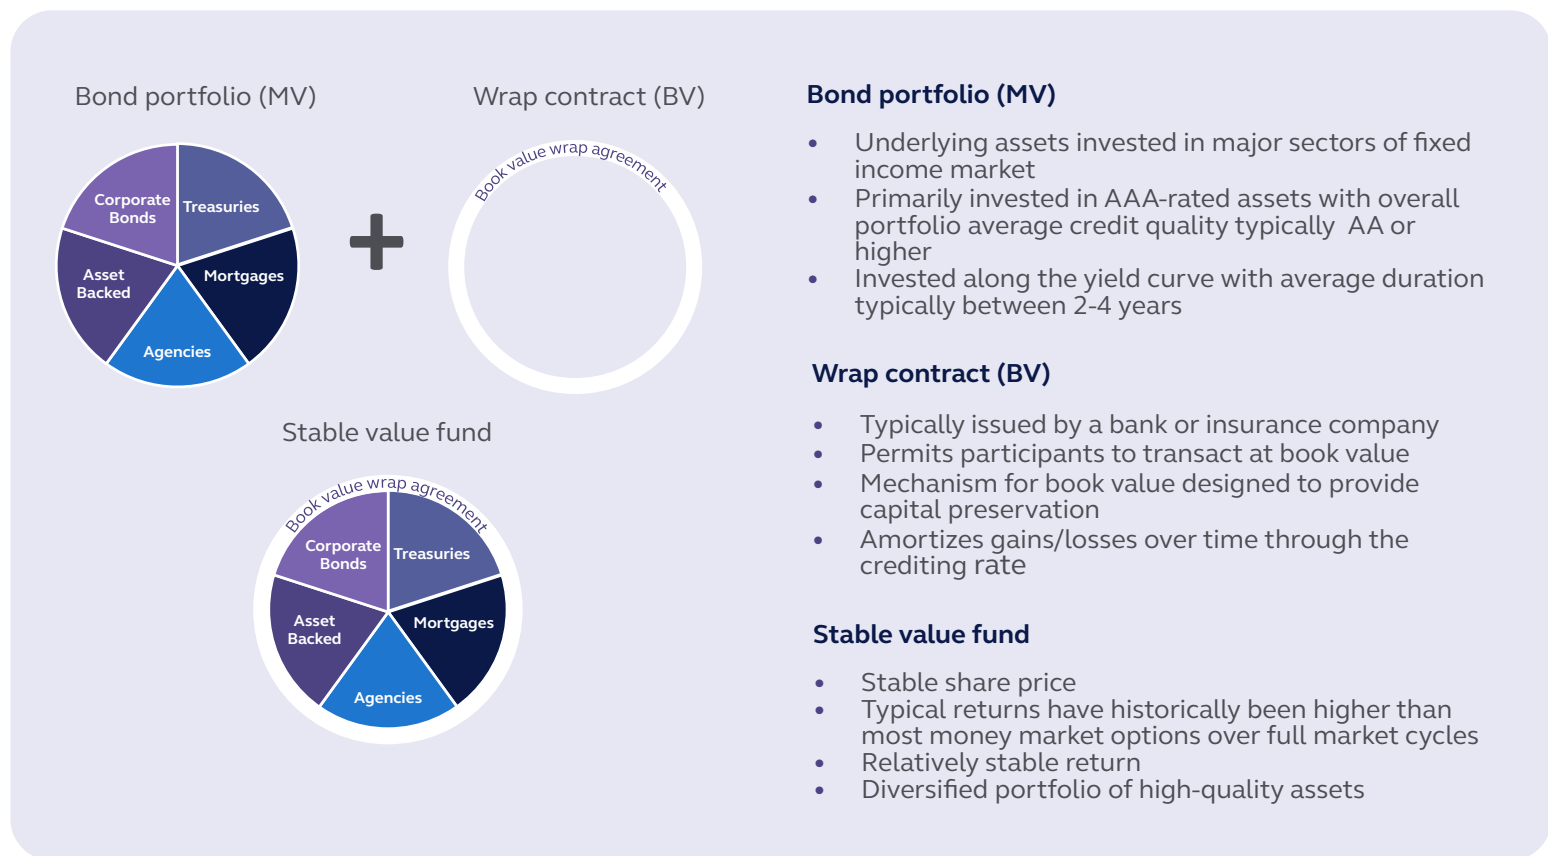 Bond portfolio (MV)
Corporate
Bonds
Treasuries
Asset
Backed
Mortgages
Agencies
Wrap contract (BV)
Book value wrap agreement
Stable value fund
Book value wrap agreement
Corporate
Bonds
Treasuries
Asset
Backed
Mortgages
Agencies
Bond portfolio (MV)
• Underlying assets invested in major sectors of fixed
income market
• Primarily invested in AAA-rated assets with overall
portfolio average credit quality typically AA or
higher
• Invested along the yield curve with average duration
typically between 2-4 years
Wrap contract (BV)
• Typically issued by a bank or insurance company
• Permits participants to transact at book value
• Mechanism for book value designed to provide
capital preservation
• Amortizes gains/losses over time through the
crediting rate
Stable value fund
• Stable share price
• Typical returns have historically been higher than
most money market options over full market cycles
• Relatively stable return
• Diversified portfolio of high-quality assets